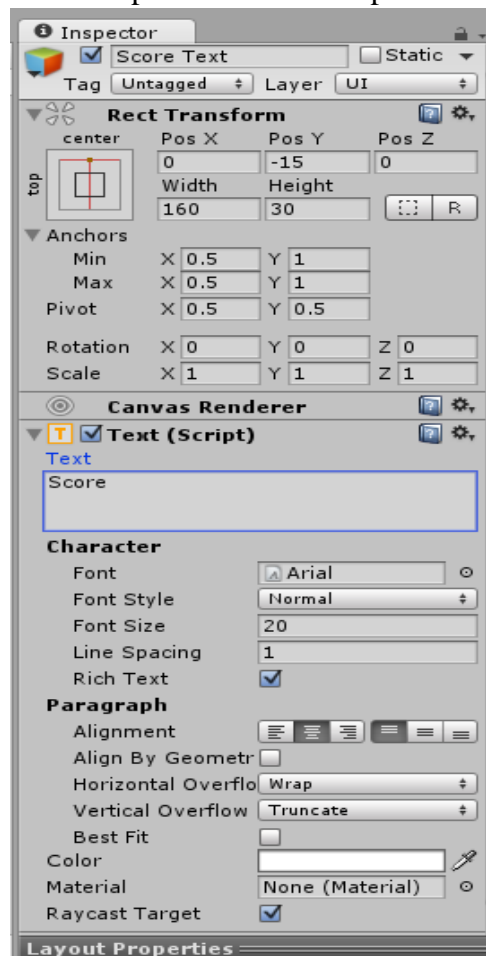 Inspector
Score Text Static
Tag Untagged Layer UI
Rect Transform
center Pos X Pos Y Pos Z
top 0 -15 0
Width Height
160 30 R
Anchors
Min X 0.5 Y 1
Max X 0.5 Y 1
Pivot X 0.5 Y 0.5
Rotation X 0 Y 0 Z 0
Scale X 1 Y 1 Z 1
Canvas Renderer
Text (Script)
Text
Score
Character
Font Arial
Font Style Normal
Font Size 20
Line Spacing 1
Rich Text
Paragraph
Alignment
Align By Geometr
Horizontal Overflo Wrap
Vertical Overflow Truncate
Best Fit
Color
Material None (Material)
Raycast Target
Layout Properties